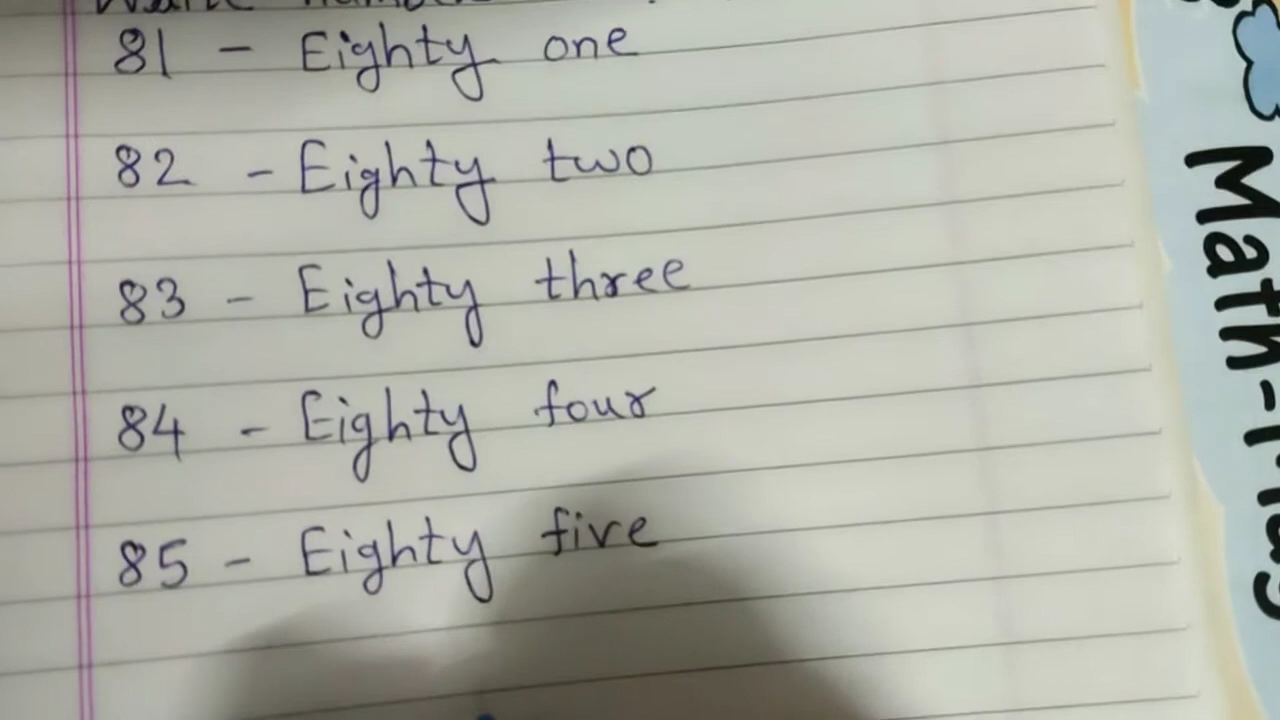 81 - Eighty one
82 - Eighty two
83 - Eighty three
84 - Eighty four
85 - Eighty five